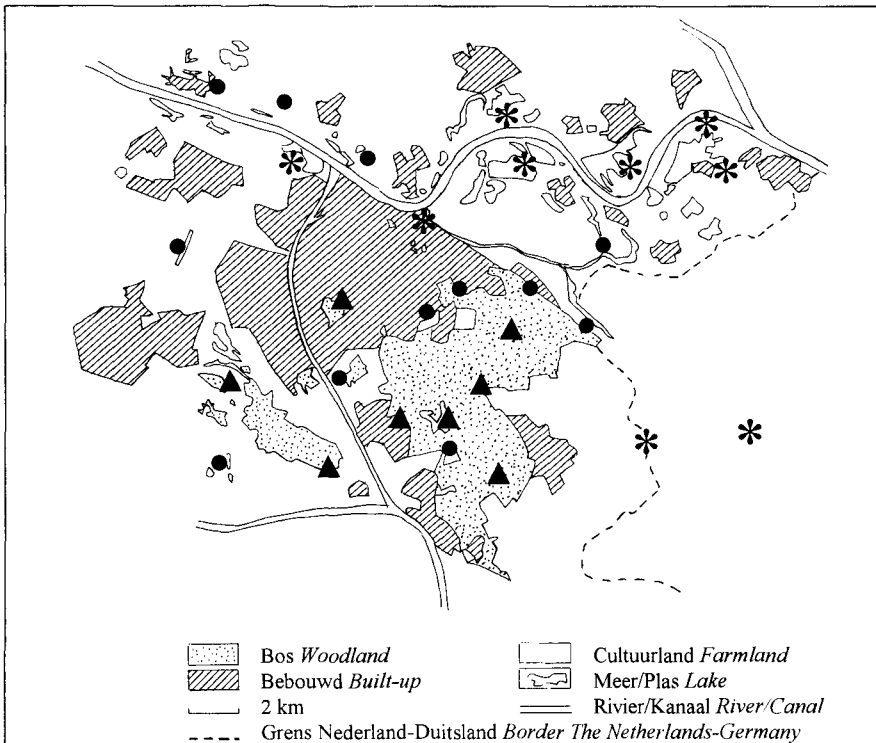 Bos Woodland
Cultuurland Farmland
Bebouwd Built-up
Meer/Plas Lake
2 km
Rivier/Kanaal River/Canal
Grens Nederland-Duitsland Border The Netherlands-Germany